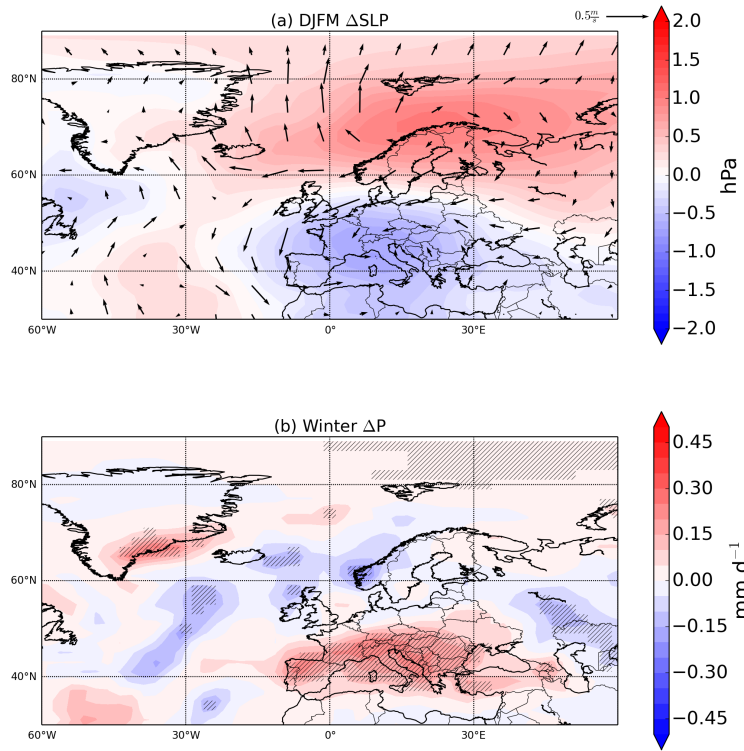 (a) DJFM ΔSLP
0.5 m/s
80°N
60°N
40°N
60°W
30°W
0°
30°E
2.0
1.5
1.0
0.5
0.0
−0.5
−1.0
−1.5
−2.0
hPa
(b) Winter ΔP
80°N
60°N
40°N
60°W
30°W
0°
30°E
0.45
0.30
0.15
0.00
−0.15
−0.30
−0.45
mm d⁻¹